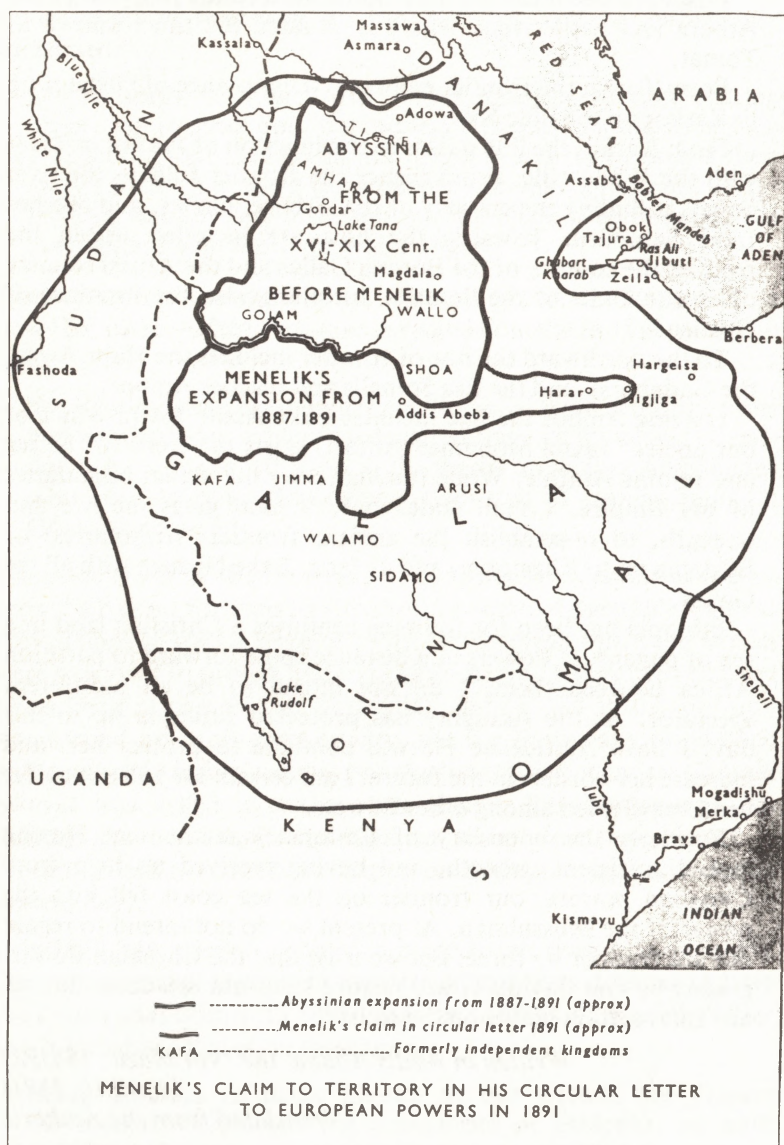 Massawa
Asmara
Kassala
RED SEA
ARABIA
Blue Nile
White Nile
DANAKIL
Adowa
TIGRE
ABYSSINIA
AMHARA
FROM THE
Gondar
Lake Tana
XVI-XIX Cent.
Magdala
BEFORE MENELIK
GOJAM
WALLO
Assab
Aden
Bab el Mandeb
Obok
Tajura
Ras Ali
Jibuti
Ghobart
Kharab
Zeila
GULF
OF
ADEN
Berbera
SUDAN
Fashoda
SHOA
MENELIK'S
EXPANSION FROM
1887-1891
Addis Abeba
Hargeisa
Harar
Jigjiga
GALLA
KAFA
JIMMA
ARUSI
WALAMO
SIDAMO
SOMALI
BORAN
Lake
Rudolf
UGANDA
KENYA
Shebeli
Juba
Mogadishu
Merka
Brava
Kismayu
INDIAN
OCEAN
Abyssinian expansion from 1887-1891 (approx)
Menelik's claim in circular letter 1891 (approx)
KAFA Formerly independent kingdoms
MENELIK'S CLAIM TO TERRITORY IN HIS CIRCULAR LETTER
TO EUROPEAN POWERS IN 1891